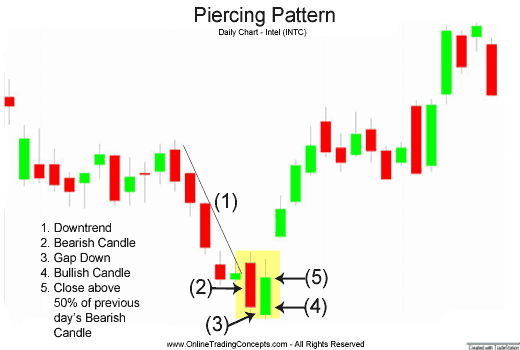 Piercing Pattern
Daily Chart - Intel (INTC)
(1)
1. Downtrend
2. Bearish Candle
3. Gap Down
4. Bullish Candle
5. Close above
50% of previous
day's Bearish
Candle
(2)
(5)
(4)
(3)
www.OnlineTradingConcepts.com - All Rights Reserved
Created with TradeStation